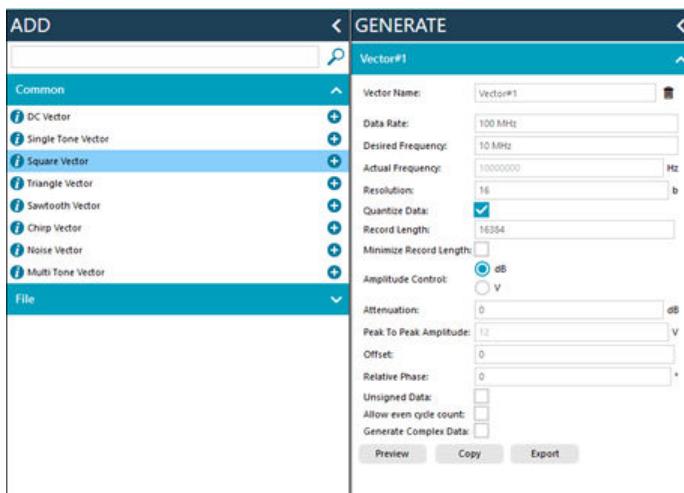 ADD
Common
DC Vector
Single Tone Vector
Square Vector
Triangle Vector
Sawtooth Vector
Chirp Vector
Noise Vector
Multi Tone Vector
File
GENERATE
Vector#1
Vector Name: Vector#1
Data Rate: 100 MHz
Desired Frequency: 10 MHz
Actual Frequency: 10000000 Hz
Resolution: 16 b
Quantize Data:
Record Length: 16384
Minimize Record Length:
Amplitude Control: dB
V
Attenuation: 0 dB
Peak To Peak Amplitude: 12 V
Offset: 0
Relative Phase: 0 °
Unsigned Data:
Allow even cycle count:
Generate Complex Data:
Preview Copy Export